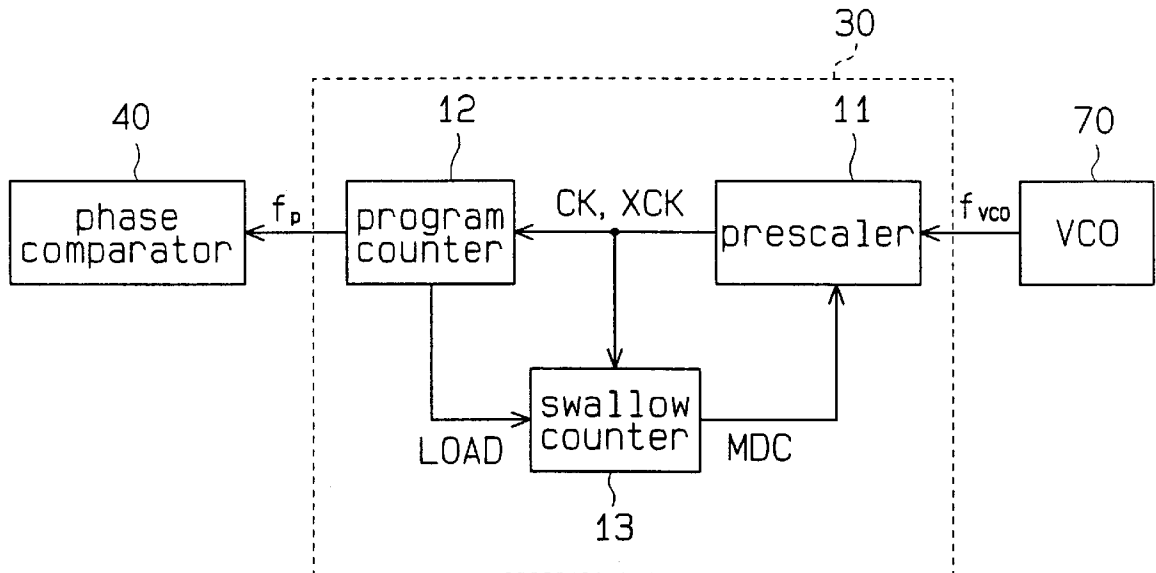 30
40
12
11
70
phase
comparator
fp
program
counter
CK, XCK
prescaler
fvco
VCO
LOAD
swallow
counter
MDC
13